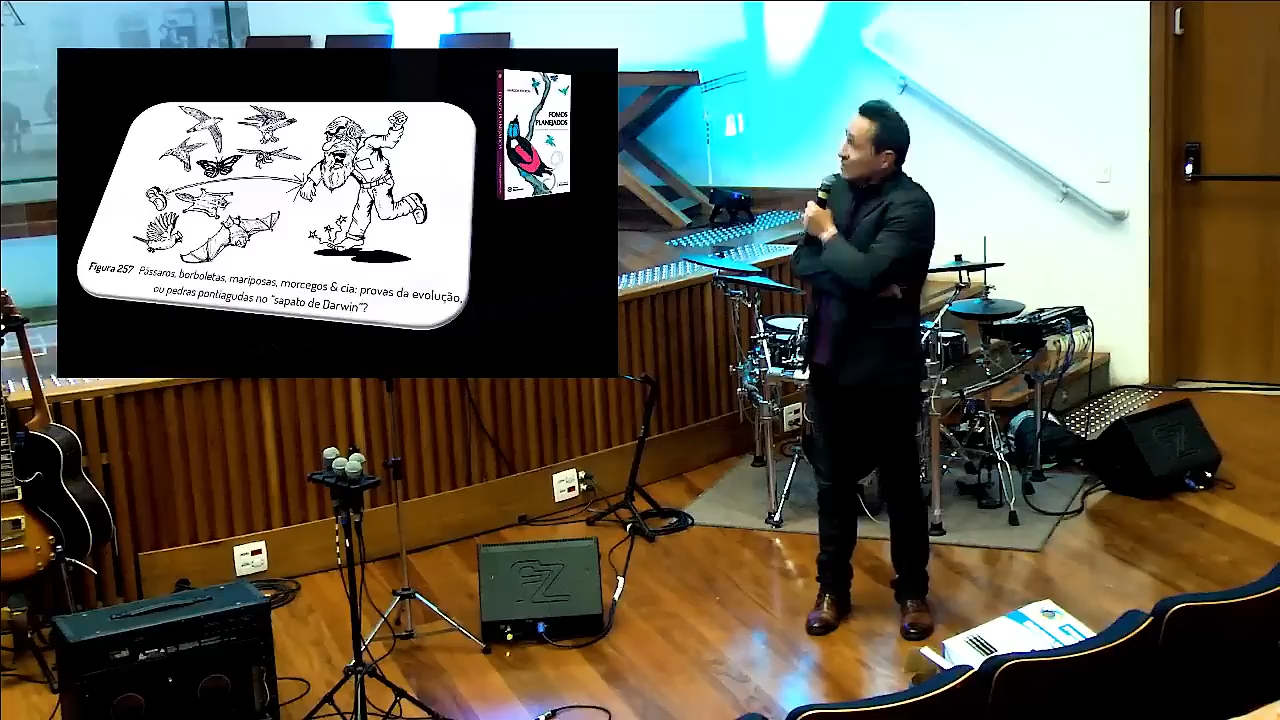 FOMOS
PLANEJADOS
Figura 257 Pássaros, borboletas, mariposas, morcegos & cia: provas da evolução,
ou pedras pontiagudas no "sapato de Darwin"?